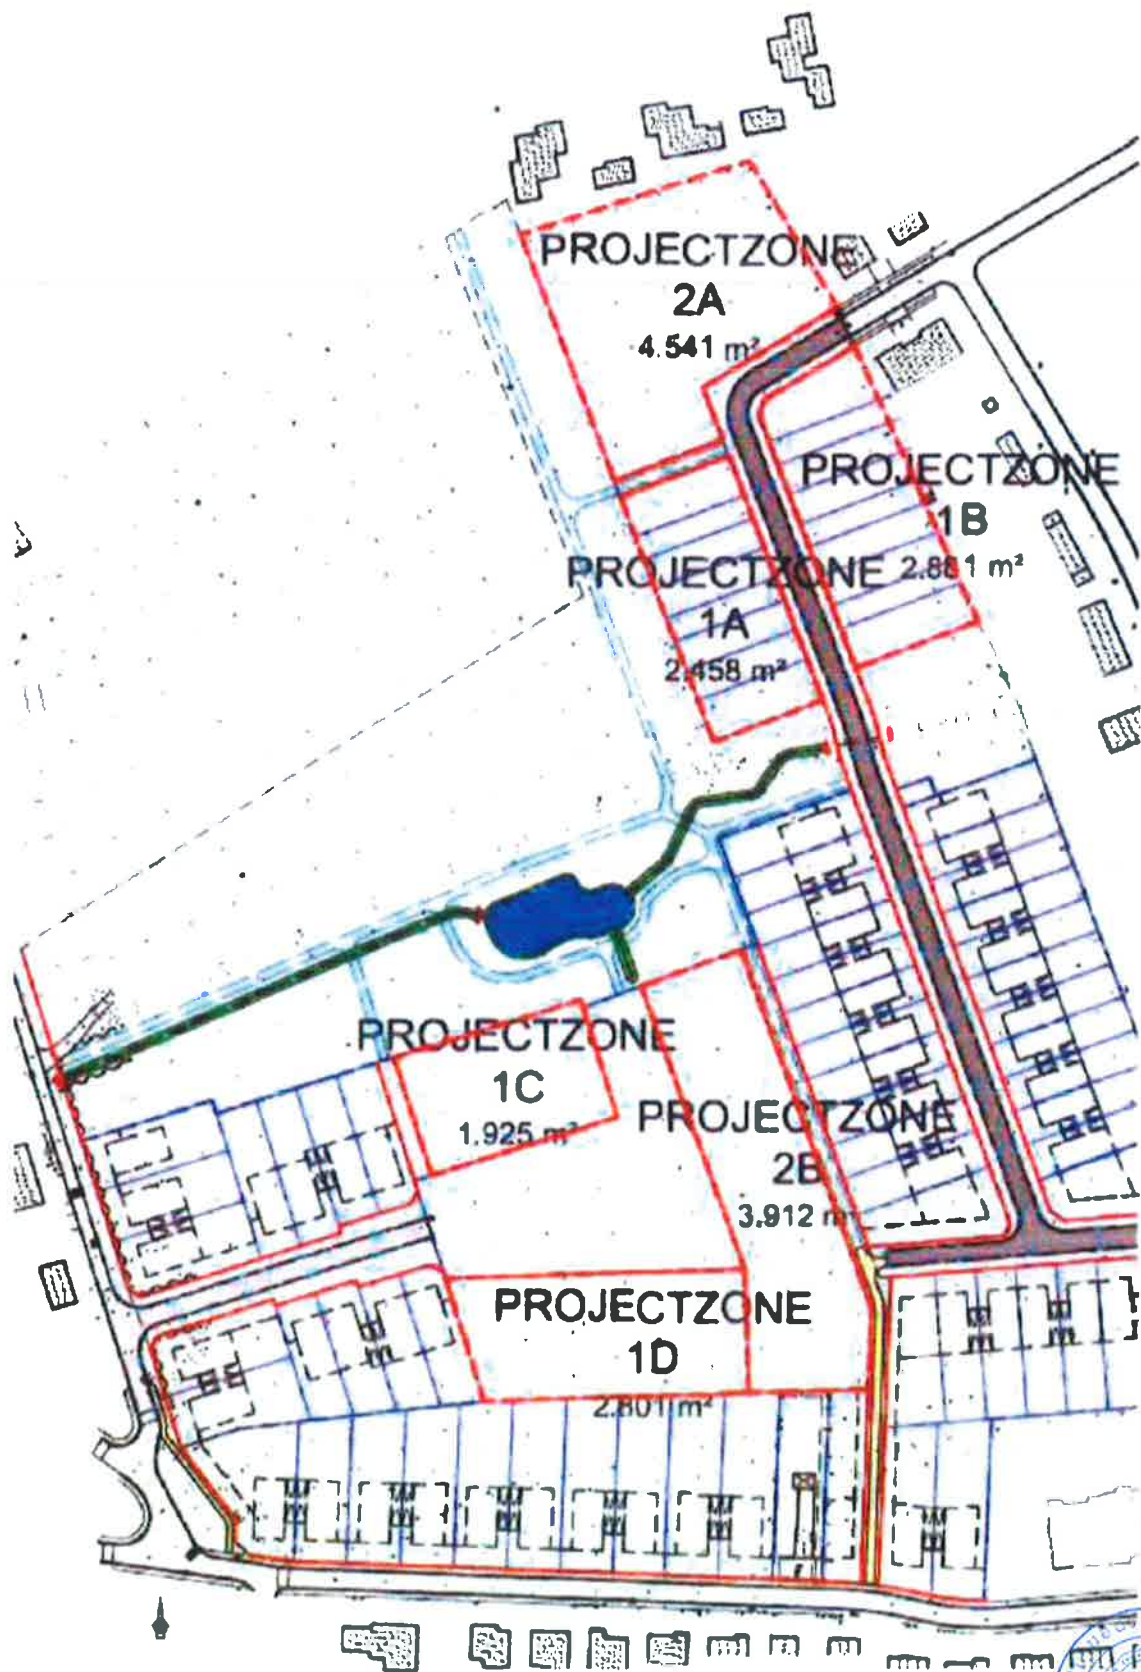 PROJECTZONE
2A
4.541 m²
PROJECTZONE
1B
2.881 m²
PROJECTZONE
1A
2.458 m²
PROJECTZONE
1C
1.925 m²
PROJECTZONE
2B
3.912 m²
PROJECTZONE
1D
2.801 m²